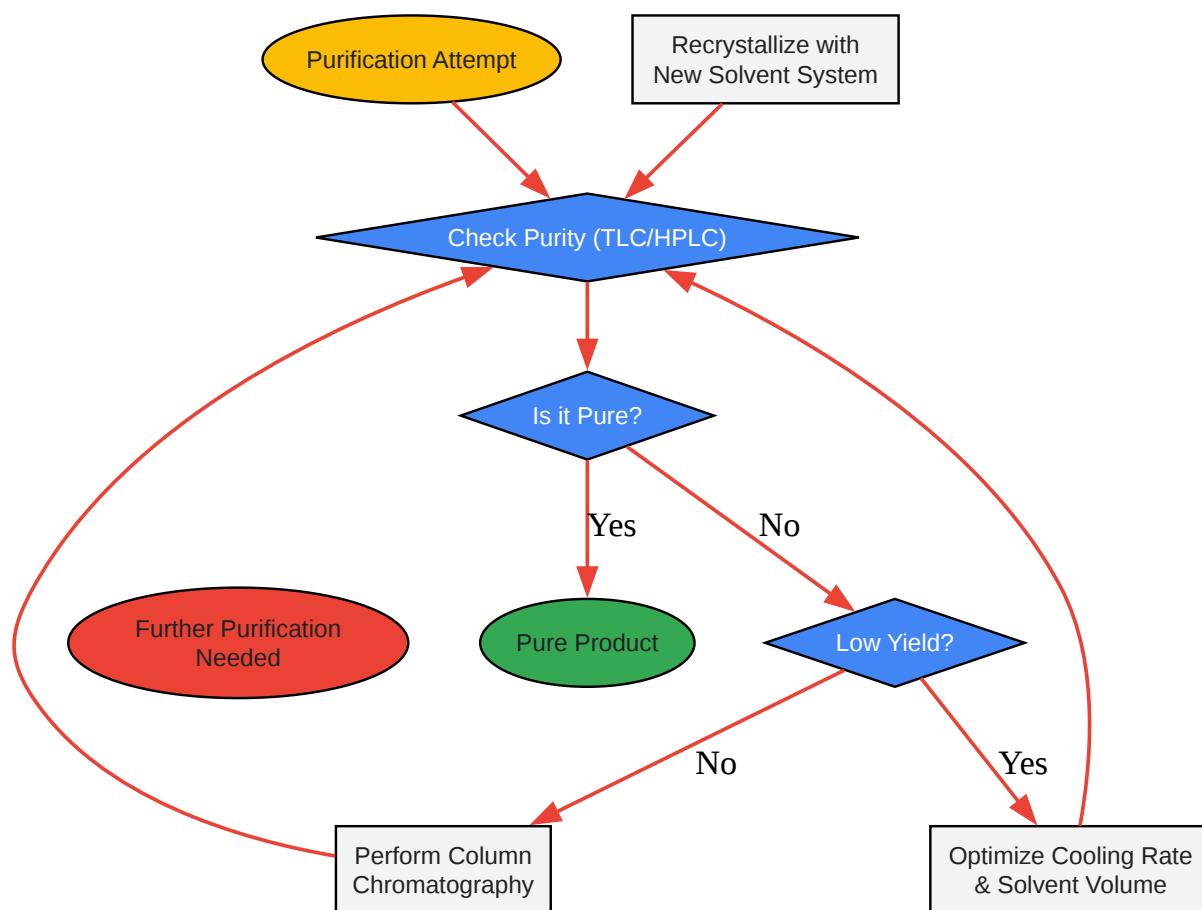 Purification Attempt
Recrystallize with
New Solvent System
Check Purity (TLC/HPLC)
Is it Pure?
Yes
No
Further Purification
Needed
Pure Product
Low Yield?
No
Yes
Perform Column
Chromatography
Optimize Cooling Rate
& Solvent Volume